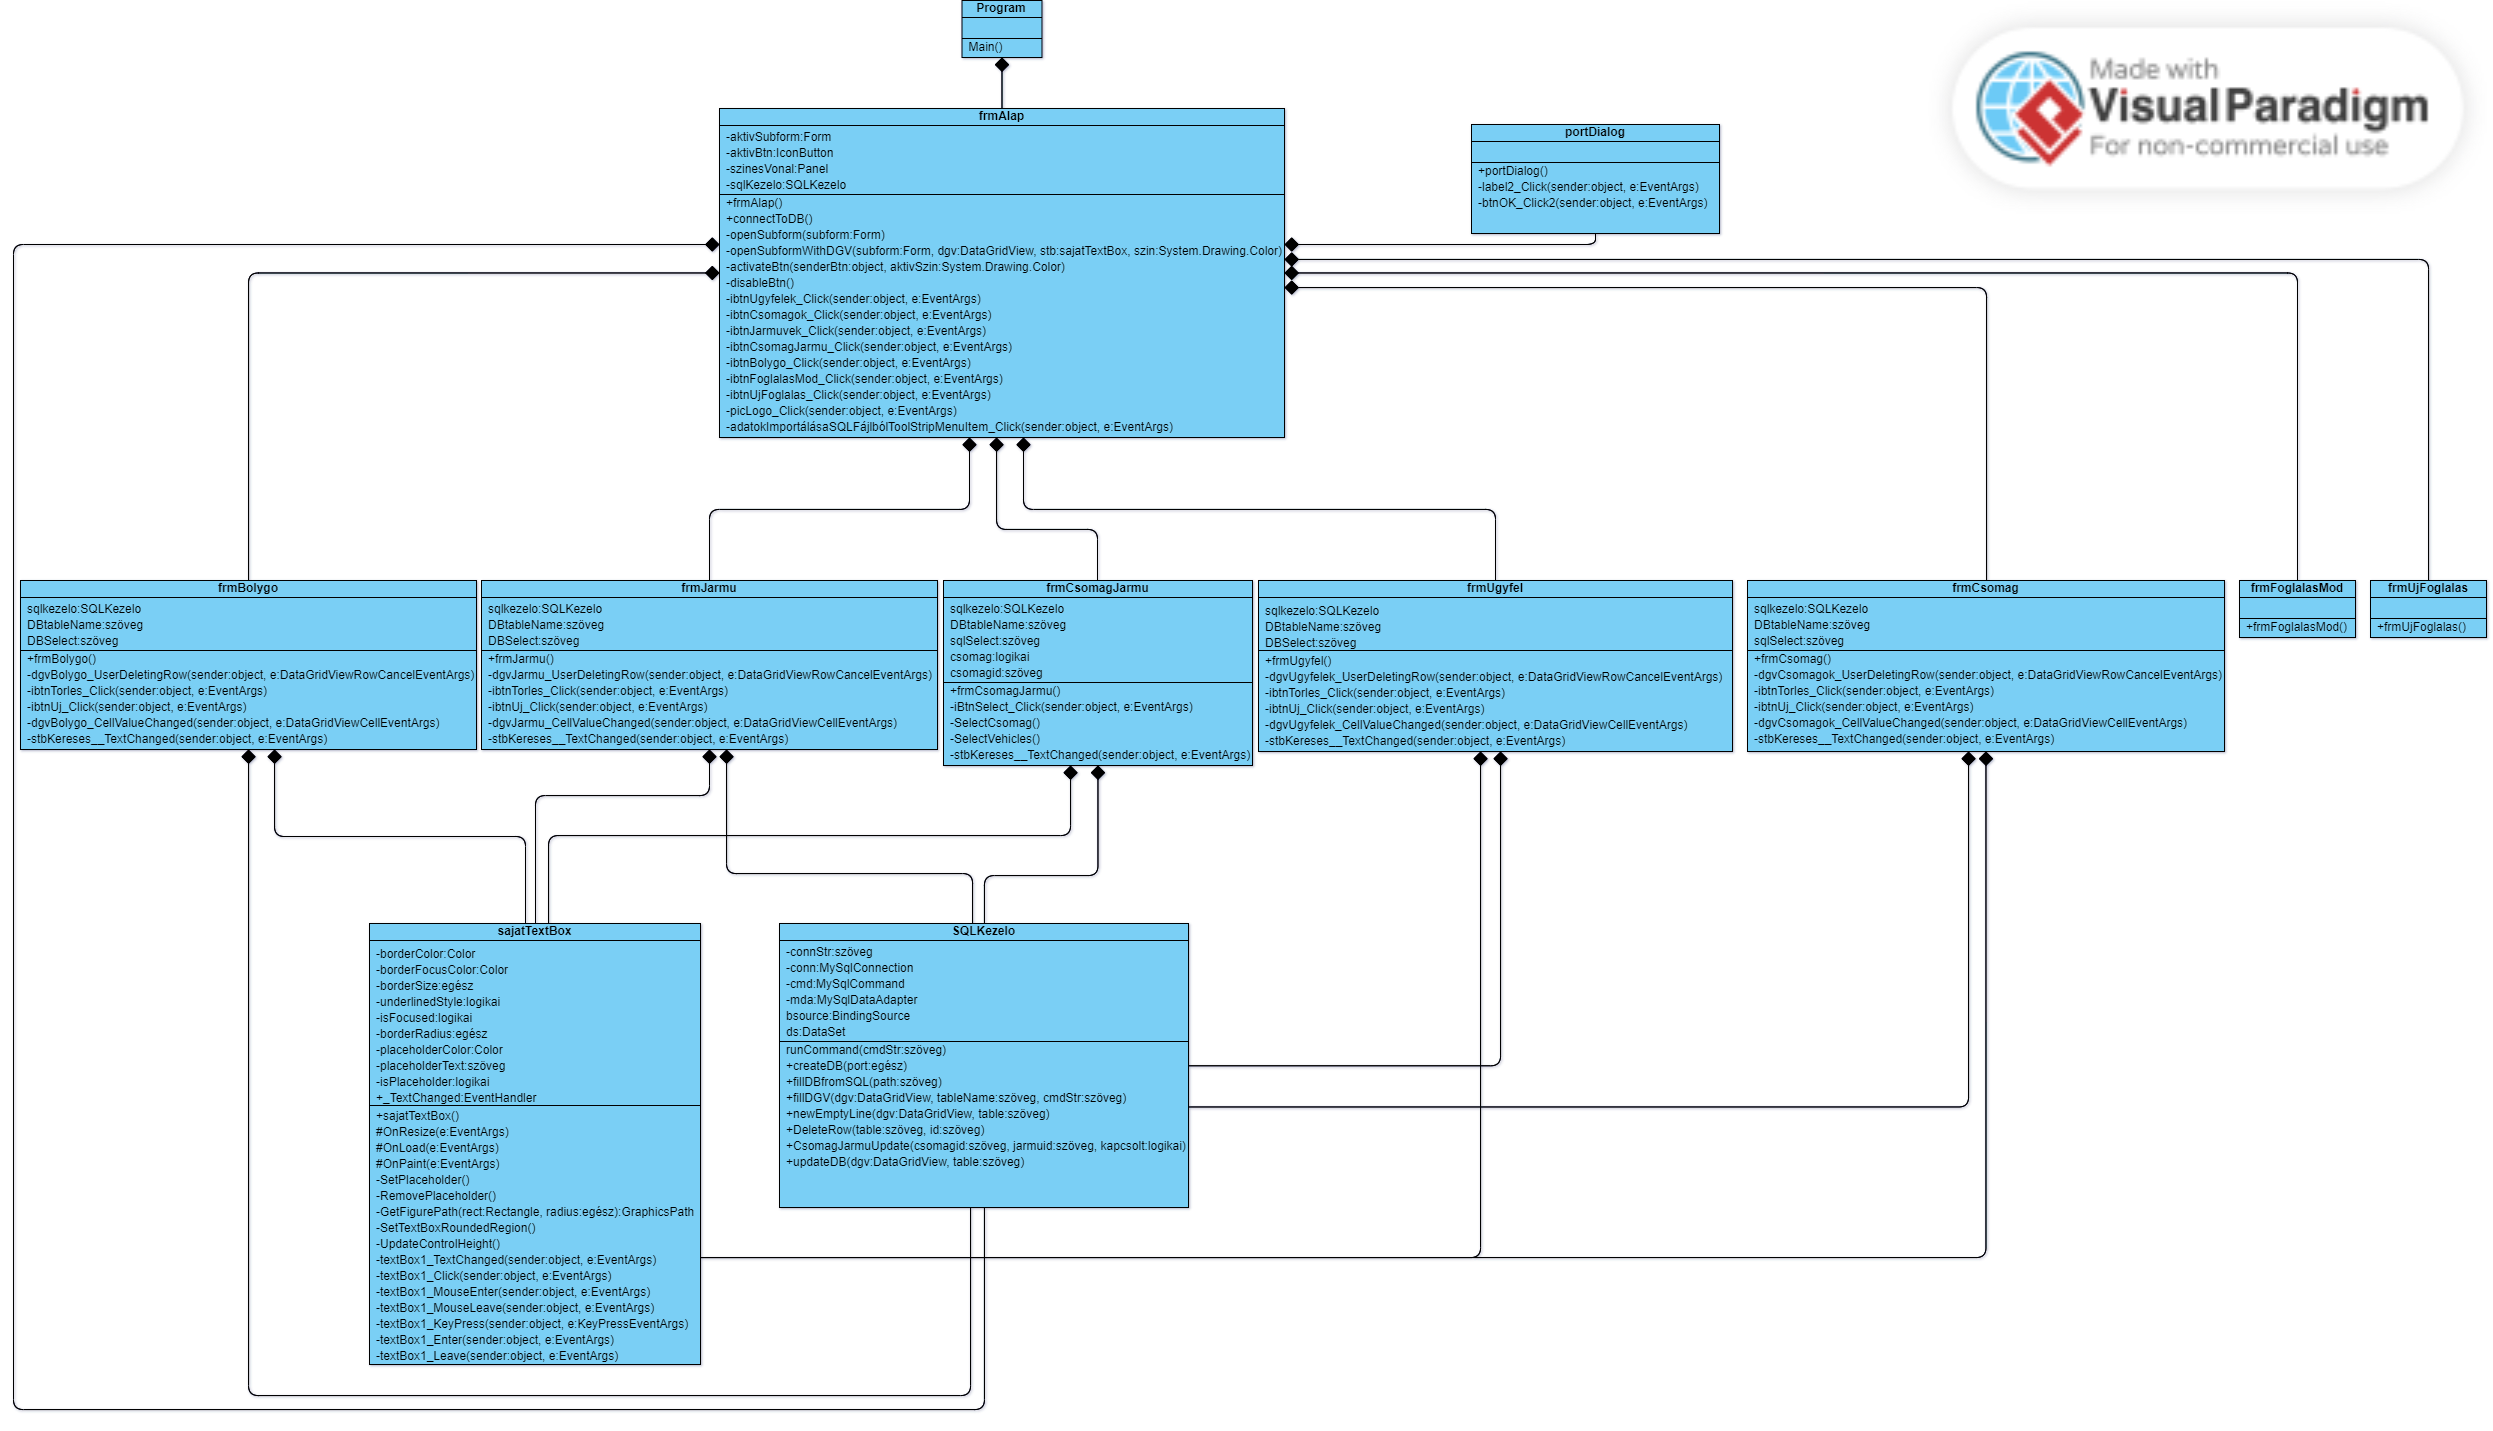 Program
Main()
Made with
Visual Paradigm
For non-commercial use
frmAlap
-aktivSubform:Form
-aktivBtn:IconButton
-szinesVonal:Panel
-sqlKezelo:SQLKezelo
+frmAlap()
+connectToDB()
-openSubform(subform:Form)
-openSubformWithDGV(subform:Form, dgv:DataGridView, stb:sajatTextBox, szin:System.Drawing.Color)
-activateBtn(senderBtn:object, aktivSzin:System.Drawing.Color)
-disableBtn()
-ibtnUgyfelek_Click(sender:object, e:EventArgs)
-ibtnCsomagok_Click(sender:object, e:EventArgs)
-ibtnJarmuvek_Click(sender:object, e:EventArgs)
-ibtnCsomagJarmu_Click(sender:object, e:EventArgs)
-ibtnBolygo_Click(sender:object, e:EventArgs)
-ibtnFoglalasMod_Click(sender:object, e:EventArgs)
-ibtnUjFoglalas_Click(sender:object, e:EventArgs)
-picLogo_Click(sender:object, e:EventArgs)
-adatokImportálásaSQLFájlbólToolStripMenuItem_Click(sender:object, e:EventArgs)
portDialog
+portDialog()
-label2_Click(sender:object, e:EventArgs)
-btnOK_Click2(sender:object, e:EventArgs)
frmBolygo
sqlkezelo:SQLKezelo
DBtableName:szöveg
DBSelect:szöveg
+frmBolygo()
-dgvBolygo_UserDeletingRow(sender:object, e:DataGridViewRowCancelEventArgs)
-ibtnTorles_Click(sender:object, e:EventArgs)
-ibtnUj_Click(sender:object, e:EventArgs)
-dgvBolygo_CellValueChanged(sender:object, e:DataGridViewCellEventArgs)
-stbKereses__TextChanged(sender:object, e:EventArgs)
frmJarmu
sqlkezelo:SQLKezelo
DBtableName:szöveg
DBSelect:szöveg
+frmJarmu()
-dgvJarmu_UserDeletingRow(sender:object, e:DataGridViewRowCancelEventArgs)
-ibtnTorles_Click(sender:object, e:EventArgs)
-ibtnUj_Click(sender:object, e:EventArgs)
-dgvJarmu_CellValueChanged(sender:object, e:DataGridViewCellEventArgs)
-stbKereses__TextChanged(sender:object, e:EventArgs)
frmCsomagJarmu
sqlkezelo:SQLKezelo
DBtableName:szöveg
sqlSelect:szöveg
csomag:logikai
csomagid:szöveg
+frmCsomagJarmu()
-iBtnSelect_Click(sender:object, e:EventArgs)
-SelectCsomag()
-SelectVehicles()
-stbKereses__TextChanged(sender:object, e:EventArgs)
frmUgyfel
sqlkezelo:SQLKezelo
DBtableName:szöveg
DBSelect:szöveg
+frmUgyfel()
-dgvUgyfelek_UserDeletingRow(sender:object, e:DataGridViewRowCancelEventArgs)
-ibtnTorles_Click(sender:object, e:EventArgs)
-ibtnUj_Click(sender:object, e:EventArgs)
-dgvUgyfelek_CellValueChanged(sender:object, e:DataGridViewCellEventArgs)
-stbKereses__TextChanged(sender:object, e:EventArgs)
frmCsomag
sqlkezelo:SQLKezelo
DBtableName:szöveg
sqlSelect:szöveg
+frmCsomag()
-dgvCsomagok_UserDeletingRow(sender:object, e:DataGridViewRowCancelEventArgs)
-ibtnTorles_Click(sender:object, e:EventArgs)
-ibtnUj_Click(sender:object, e:EventArgs)
-dgvCsomagok_CellValueChanged(sender:object, e:DataGridViewCellEventArgs)
-stbKereses__TextChanged(sender:object, e:EventArgs)
frmFoglalasMod
+frmFoglalasMod()
frmUjFoglalas
+frmUjFoglalas()
sajatTextBox
-borderColor:Color
-borderFocusColor:Color
-borderSize:egész
-underlinedStyle:logikai
-isFocused:logikai
-borderRadius:egész
-placeholderColor:Color
-placeholderText:szöveg
-isPlaceholder:logikai
+_TextChanged:EventHandler
+sajatTextBox()
#OnResize(e:EventArgs)
#OnLoad(e:EventArgs)
#OnPaint(e:EventArgs)
-SetPlaceholder()
-RemovePlaceholder()
-GetFigurePath(rect:Rectangle, radius:egész):GraphicsPath
-SetTextBoxRoundedRegion()
-UpdateControlHeight()
-textBox1_TextChanged(sender:object, e:EventArgs)
-textBox1_Click(sender:object, e:EventArgs)
-textBox1_MouseEnter(sender:object, e:EventArgs)
-textBox1_MouseLeave(sender:object, e:EventArgs)
-textBox1_KeyPress(sender:object, e:KeyPressEventArgs)
-textBox1_Enter(sender:object, e:EventArgs)
-textBox1_Leave(sender:object, e:EventArgs)
SQLKezelo
-connStr:szöveg
-conn:MySqlConnection
-cmd:MySqlCommand
-mda:MySqlDataAdapter
bsource:BindingSource
ds:DataSet
runCommand(cmdStr:szöveg)
+createDB(port:egész)
+fillDBfromSQL(path:szöveg)
+fillDGV(dgv:DataGridView, tableName:szöveg, cmdStr:szöveg)
+newEmptyLine(dgv:DataGridView, table:szöveg)
+DeleteRow(table:szöveg, id:szöveg)
+CsomagJarmuUpdate(csomagid:szöveg, jarmuid:szöveg, kapcsolt:logikai)
+updateDB(dgv:DataGridView, table:szöveg)